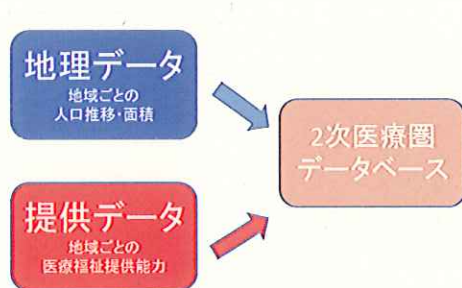 地理データ
地域ごとの
人口推移・面積
2次医療圏
データベース
提供データ
地域ごとの
医療福祉提供能力